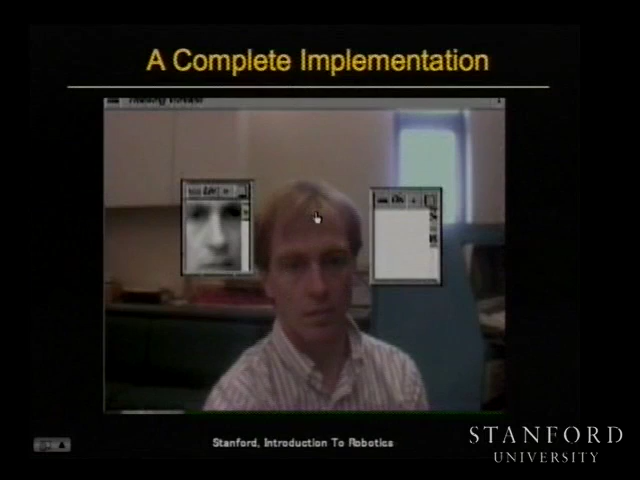 A Complete Implementation
Stanford, Introduction To Robotics
STANFORD
UNIVERSITY